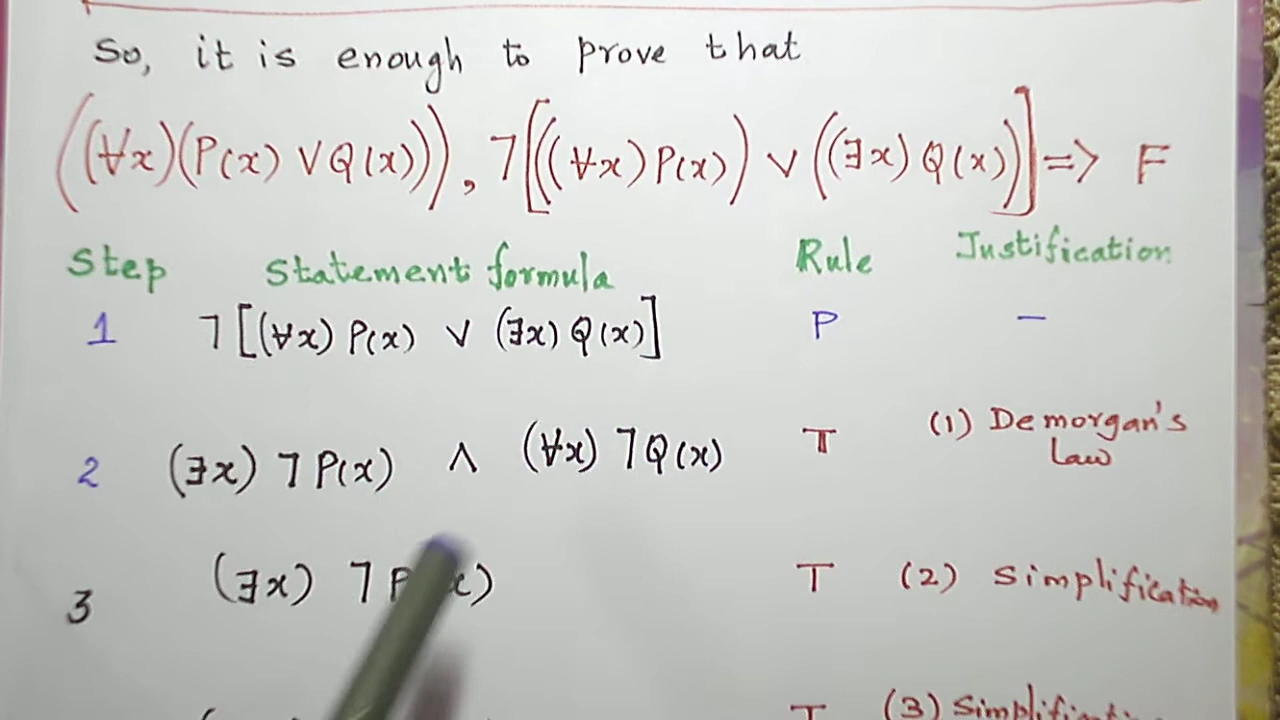 So, it is enough to prove that
((∀x)(P(x) ∨ Q(x))), ¬[((∀x) P(x)) ∨ ((∃x) Q(x))] => F
Step Statement formula Rule Justification
1 ¬[(∀x) P(x) ∨ (∃x) Q(x)] P –
2 (∃x) ¬P(x) ∧ (∀x) ¬Q(x) T (1) Demorgan's
Law
3 (∃x) ¬P(x) T (2) Simplification
T (3) Simplification